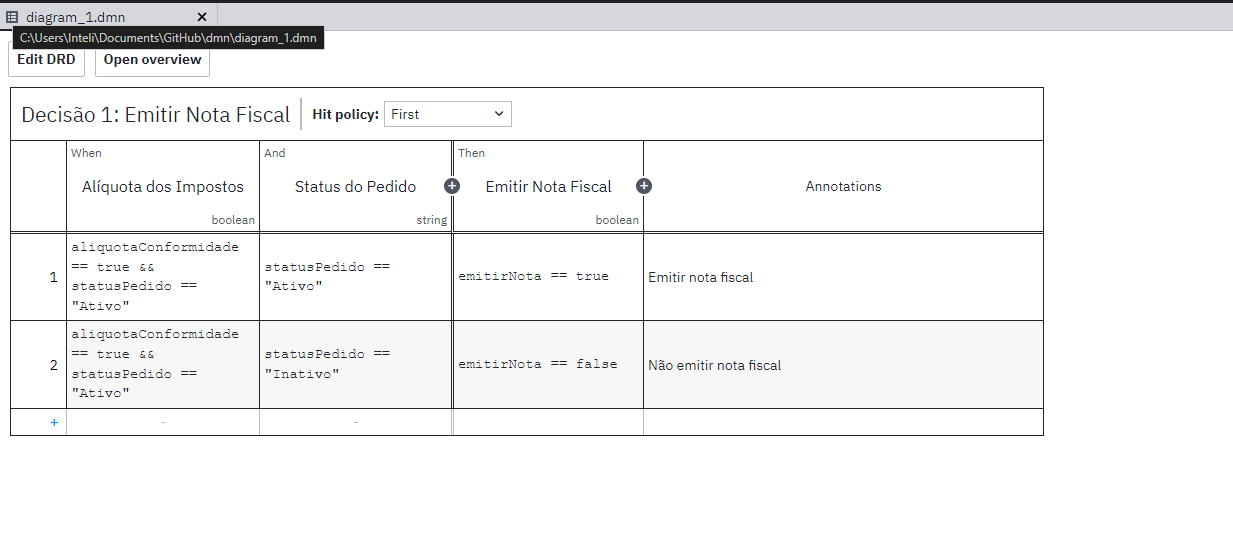 diagram_1.dmn
C:\Users\Inteli\Documents\GitHub\dmn\diagram_1.dmn
Edit DRD
Open overview
Decisão 1: Emitir Nota Fiscal
Hit policy:
First
When
Alíquota dos Impostos
boolean
And
Status do Pedido
string
Then
Emitir Nota Fiscal
boolean
Annotations
1
aliquotaConformidade
== true &&
statusPedido ==
"Ativo"
statusPedido ==
"Ativo"
emitirNota == true
Emitir nota fiscal
2
aliquotaConformidade
== true &&
statusPedido ==
"Ativo"
statusPedido ==
"Inativo"
emitirNota == false
Não emitir nota fiscal
+
-
-